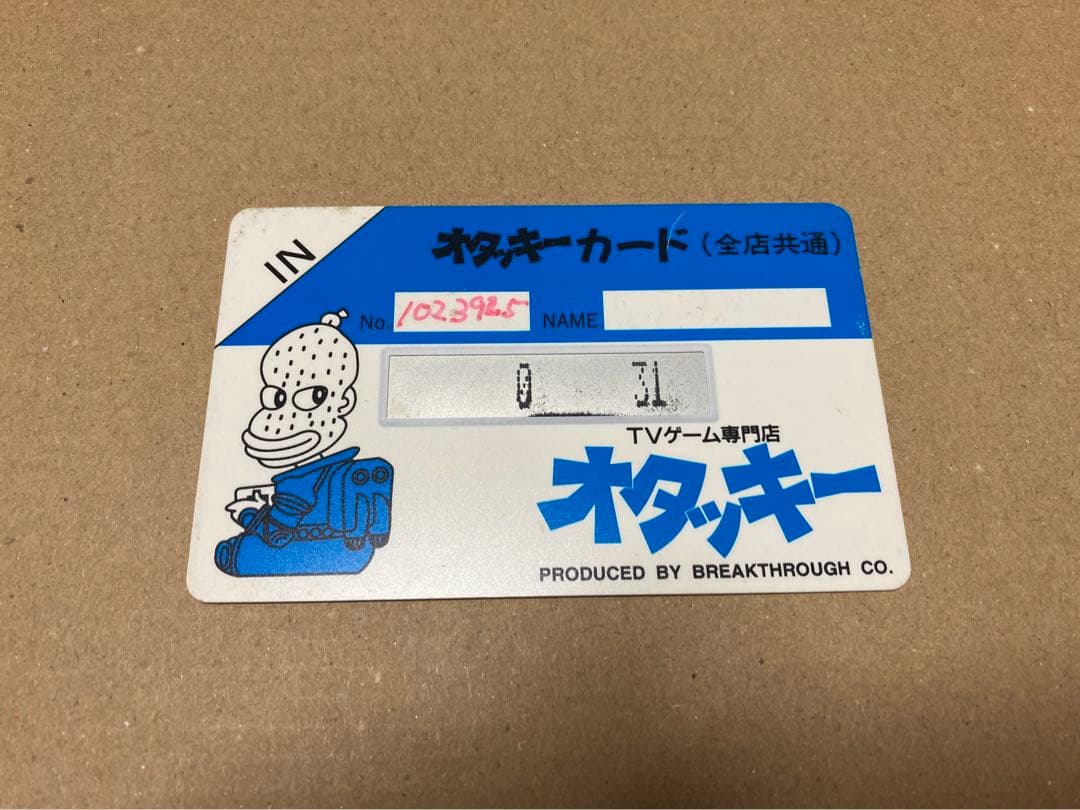 IN
オタッキーカード（全店共通）
No. 1023925 NAME
0 31
TVゲーム専門店
オタッキー
PRODUCED BY BREAKTHROUGH CO.